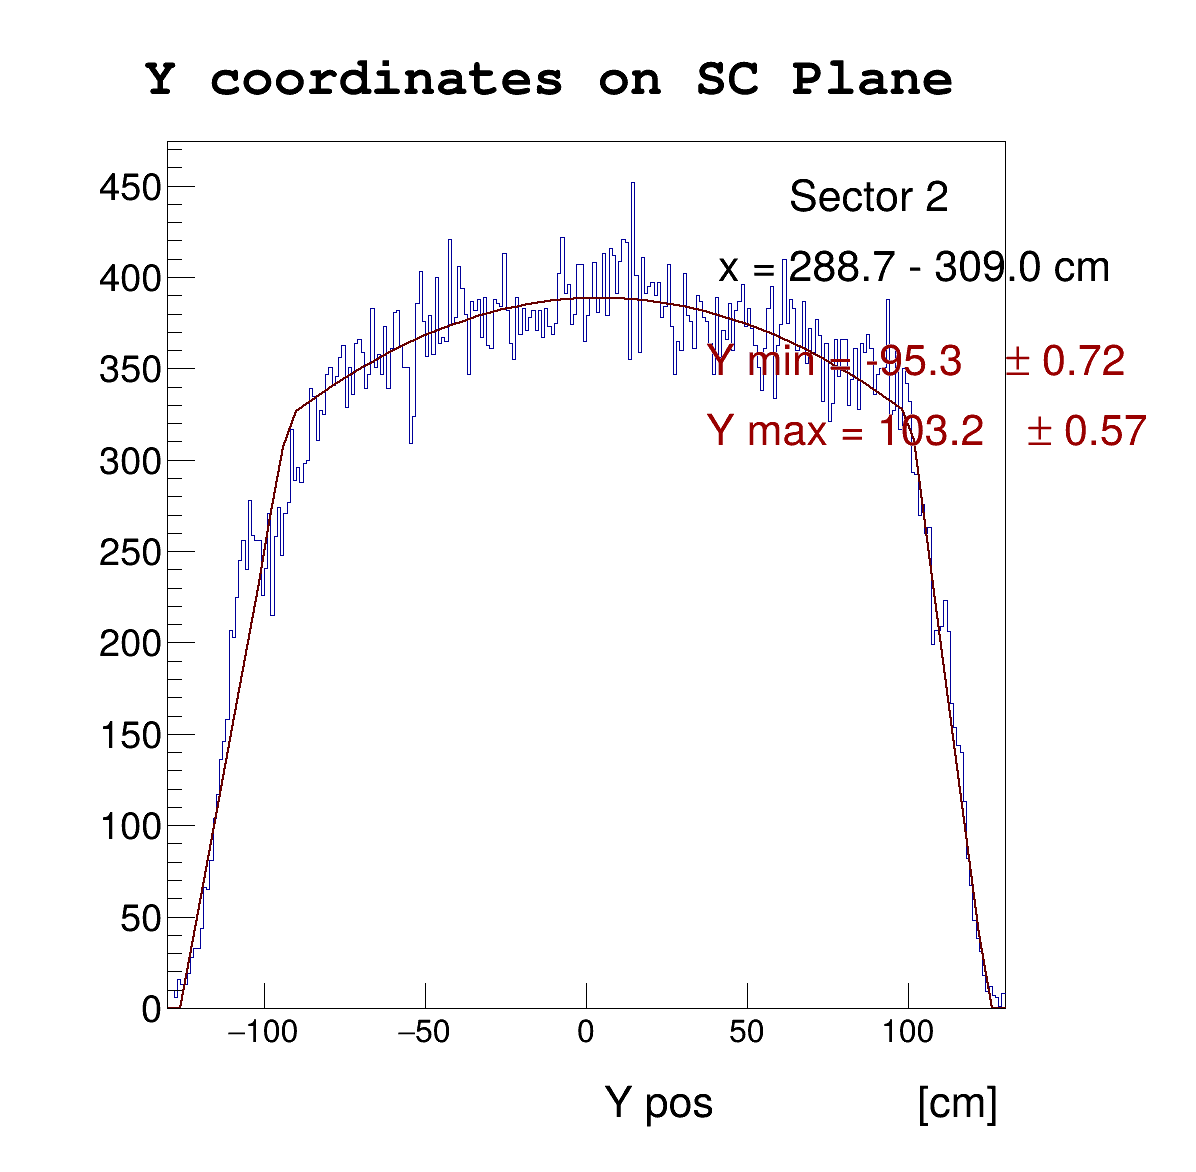 Y coordinates on SC Plane
Sector 2
x = 288.7 - 309.0 cm
Y min = -95.3 ± 0.72
Y max = 103.2 ± 0.57
450
400
350
300
250
200
150
100
50
0
−100 −50 0 50 100
Y pos [cm]